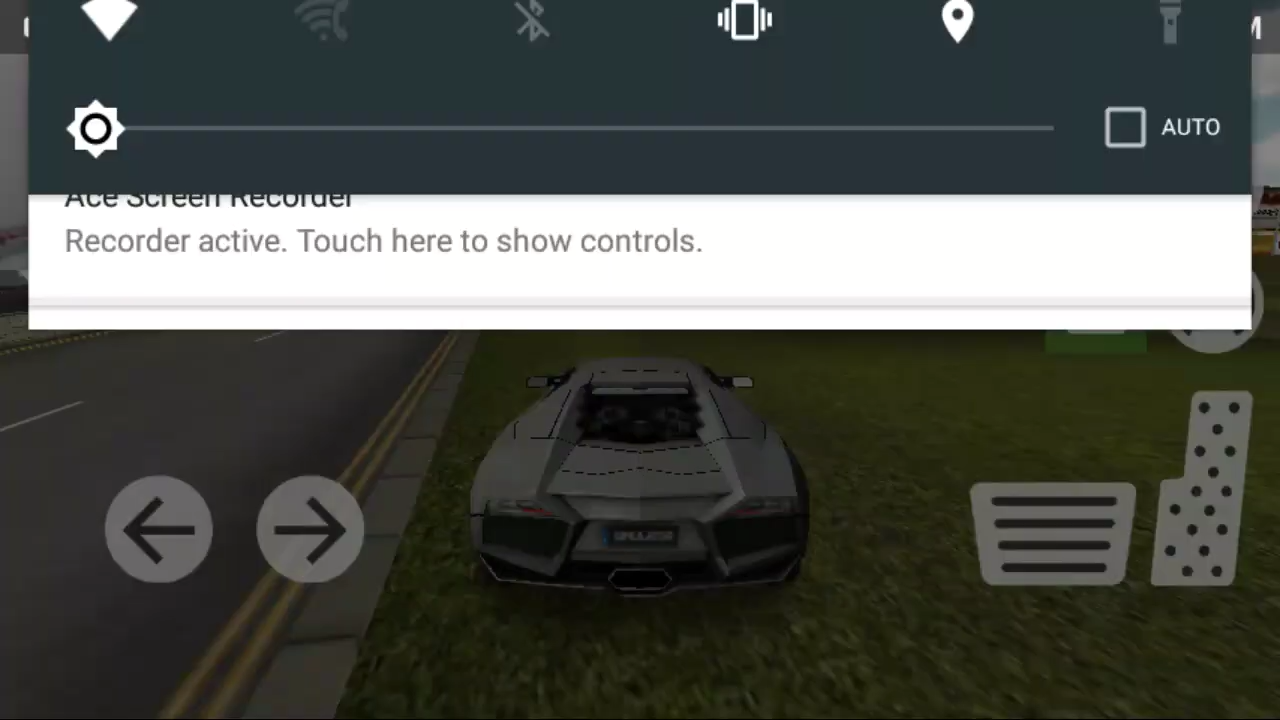 AUTO
Ace Screen Recorder
Recorder active. Touch here to show controls.